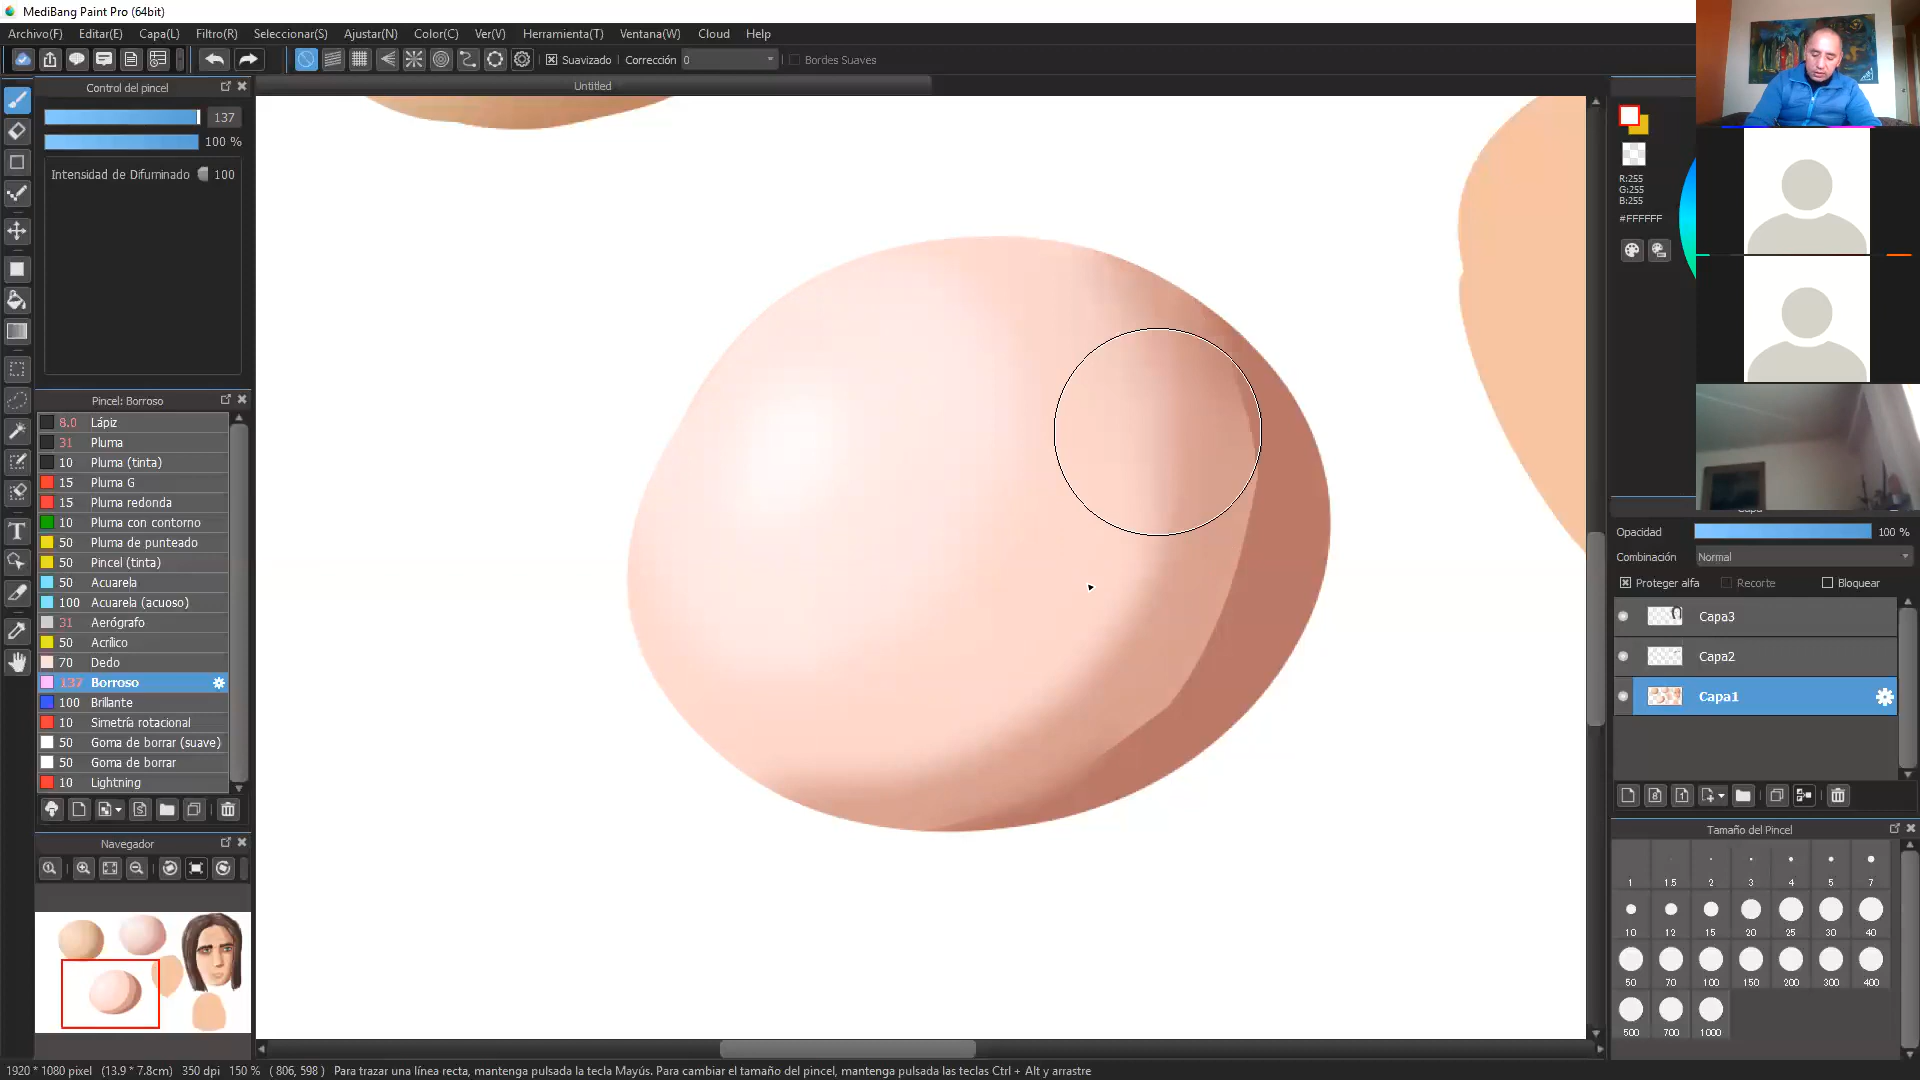 MediBang Paint Pro (64bit)
Archivo(F) Editar(E) Capa(L) Filtro(R) Seleccionar(S) Ajustar(N) Color(C) Ver(V) Herramienta(T) Ventana(W) Cloud Help
Suavizado Corrección 0 Bordes Suaves
Control del pincel
Untitled
137
100 %
Intensidad de Difuminado 100
Pincel: Borroso
8.0 Lápiz
31 Pluma
10 Pluma (tinta)
15 Pluma G
15 Pluma redonda
10 Pluma con contorno
50 Pluma de punteado
50 Pincel (tinta)
50 Acuarela
100 Acuarela (acuoso)
31 Aerógrafo
50 Acrílico
70 Dedo
137 Borroso
100 Brillante
10 Simetría rotacional
50 Goma de borrar (suave)
50 Goma de borrar
10 Lightning
Navegador
R:255
G:255
B:255
#FFFFFF
Opacidad 100 %
Combinación Normal
Proteger alfa Recorte Bloquear
Capa3
Capa2
Capa1
Tamaño del Pincel
1 1.5 2 3 4 5 7
10 12 15 20 25 30 40
50 70 100 150 200 300 400
500 700 1000
1920 * 1080 pixel (13.9 * 7.8cm) 350 dpi 150 % ( 806, 598 ) Para trazar una línea recta, mantenga pulsada la tecla Mayús. Para cambiar el tamaño del pincel, mantenga pulsada las teclas Ctrl + Alt y arrastre